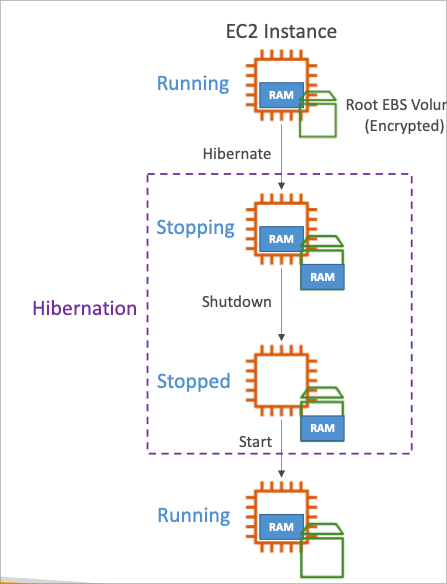 EC2 Instance
Running
RAM
Root EBS Volu
(Encrypted)
Hibernate
Stopping
RAM
RAM
Shutdown
Hibernation
Stopped
RAM
Start
Running
RAM